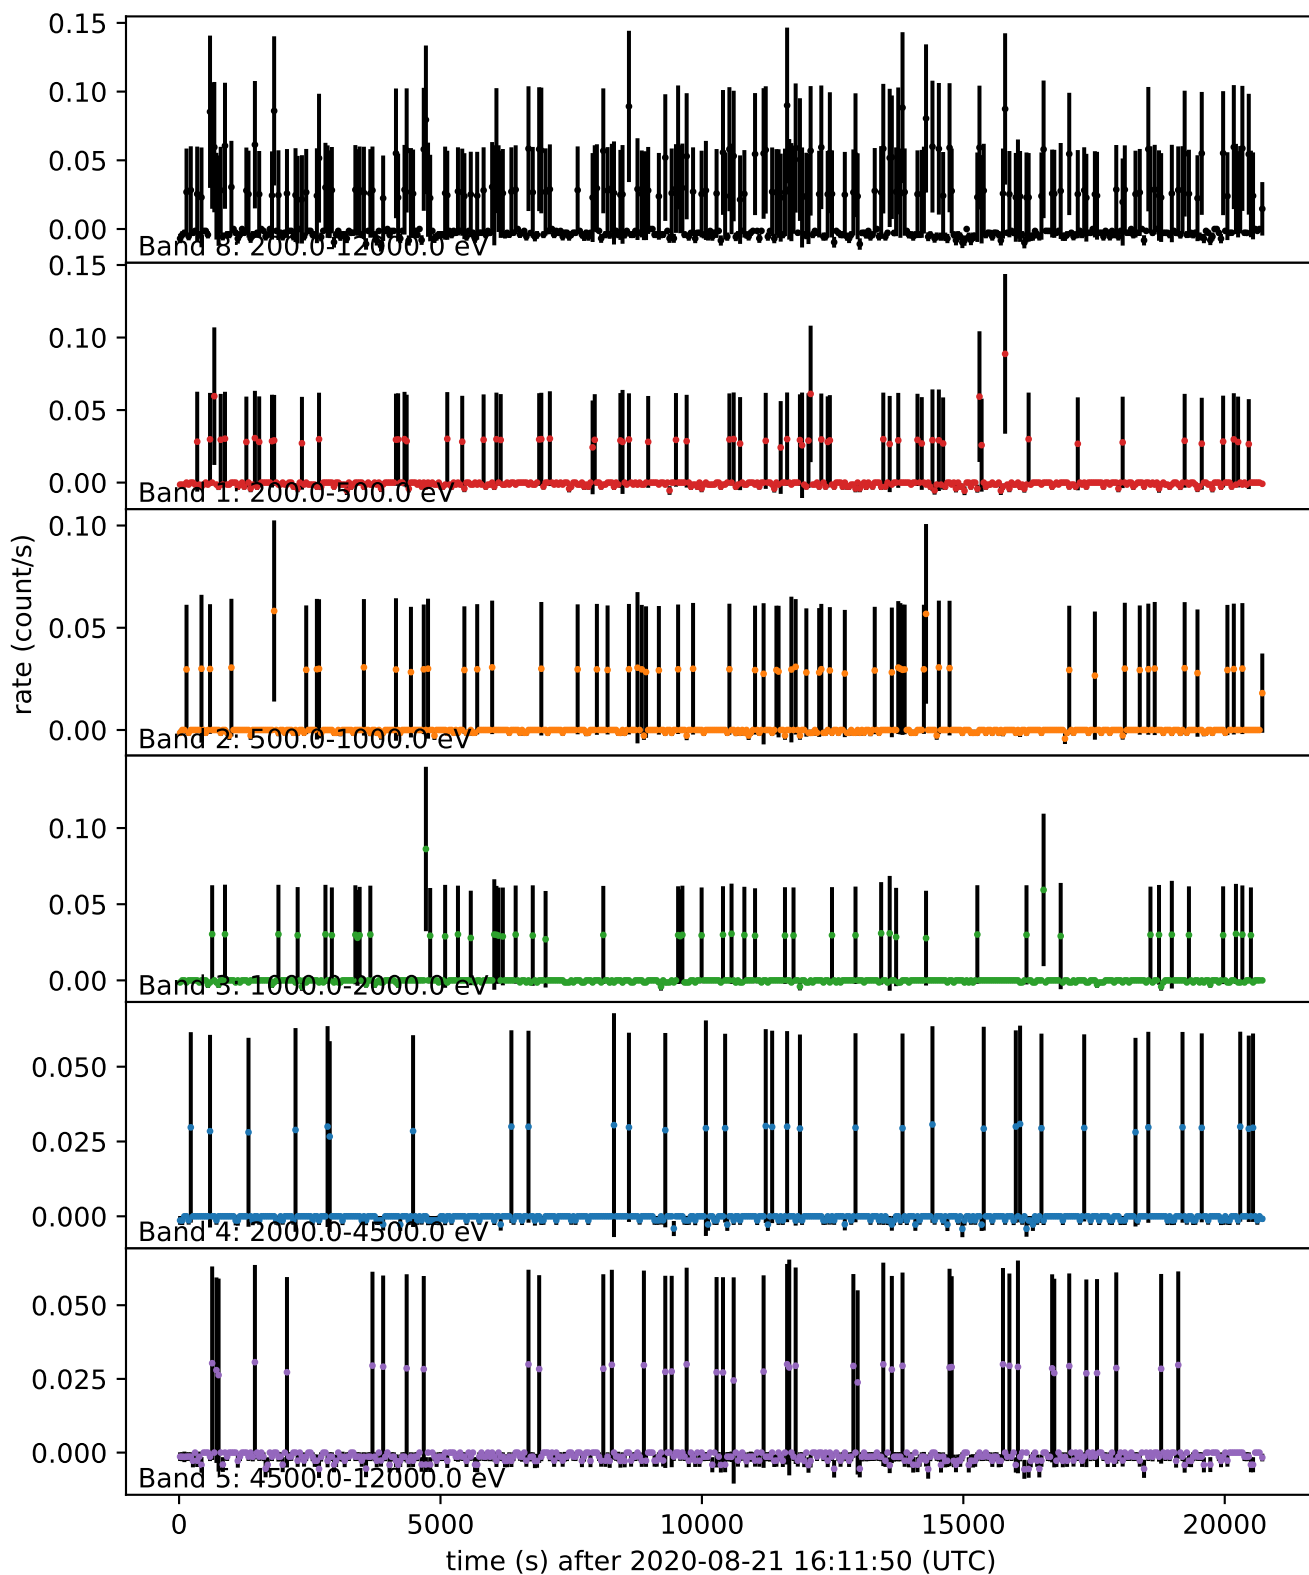 0.15
0.10
0.05
0.00
Band 8: 200.0-12000.0 eV
0.15
0.10
0.05
0.00
Band 1: 200.0-500.0 eV
0.10
0.05
0.00
Band 2: 500.0-1000.0 eV
rate (count/s)
0.10
0.05
0.00
Band 3: 1000.0-2000.0 eV
0.050
0.025
0.000
Band 4: 2000.0-4500.0 eV
0.050
0.025
0.000
Band 5: 4500.0-12000.0 eV
0 5000 10000 15000 20000
time (s) after 2020-08-21 16:11:50 (UTC)